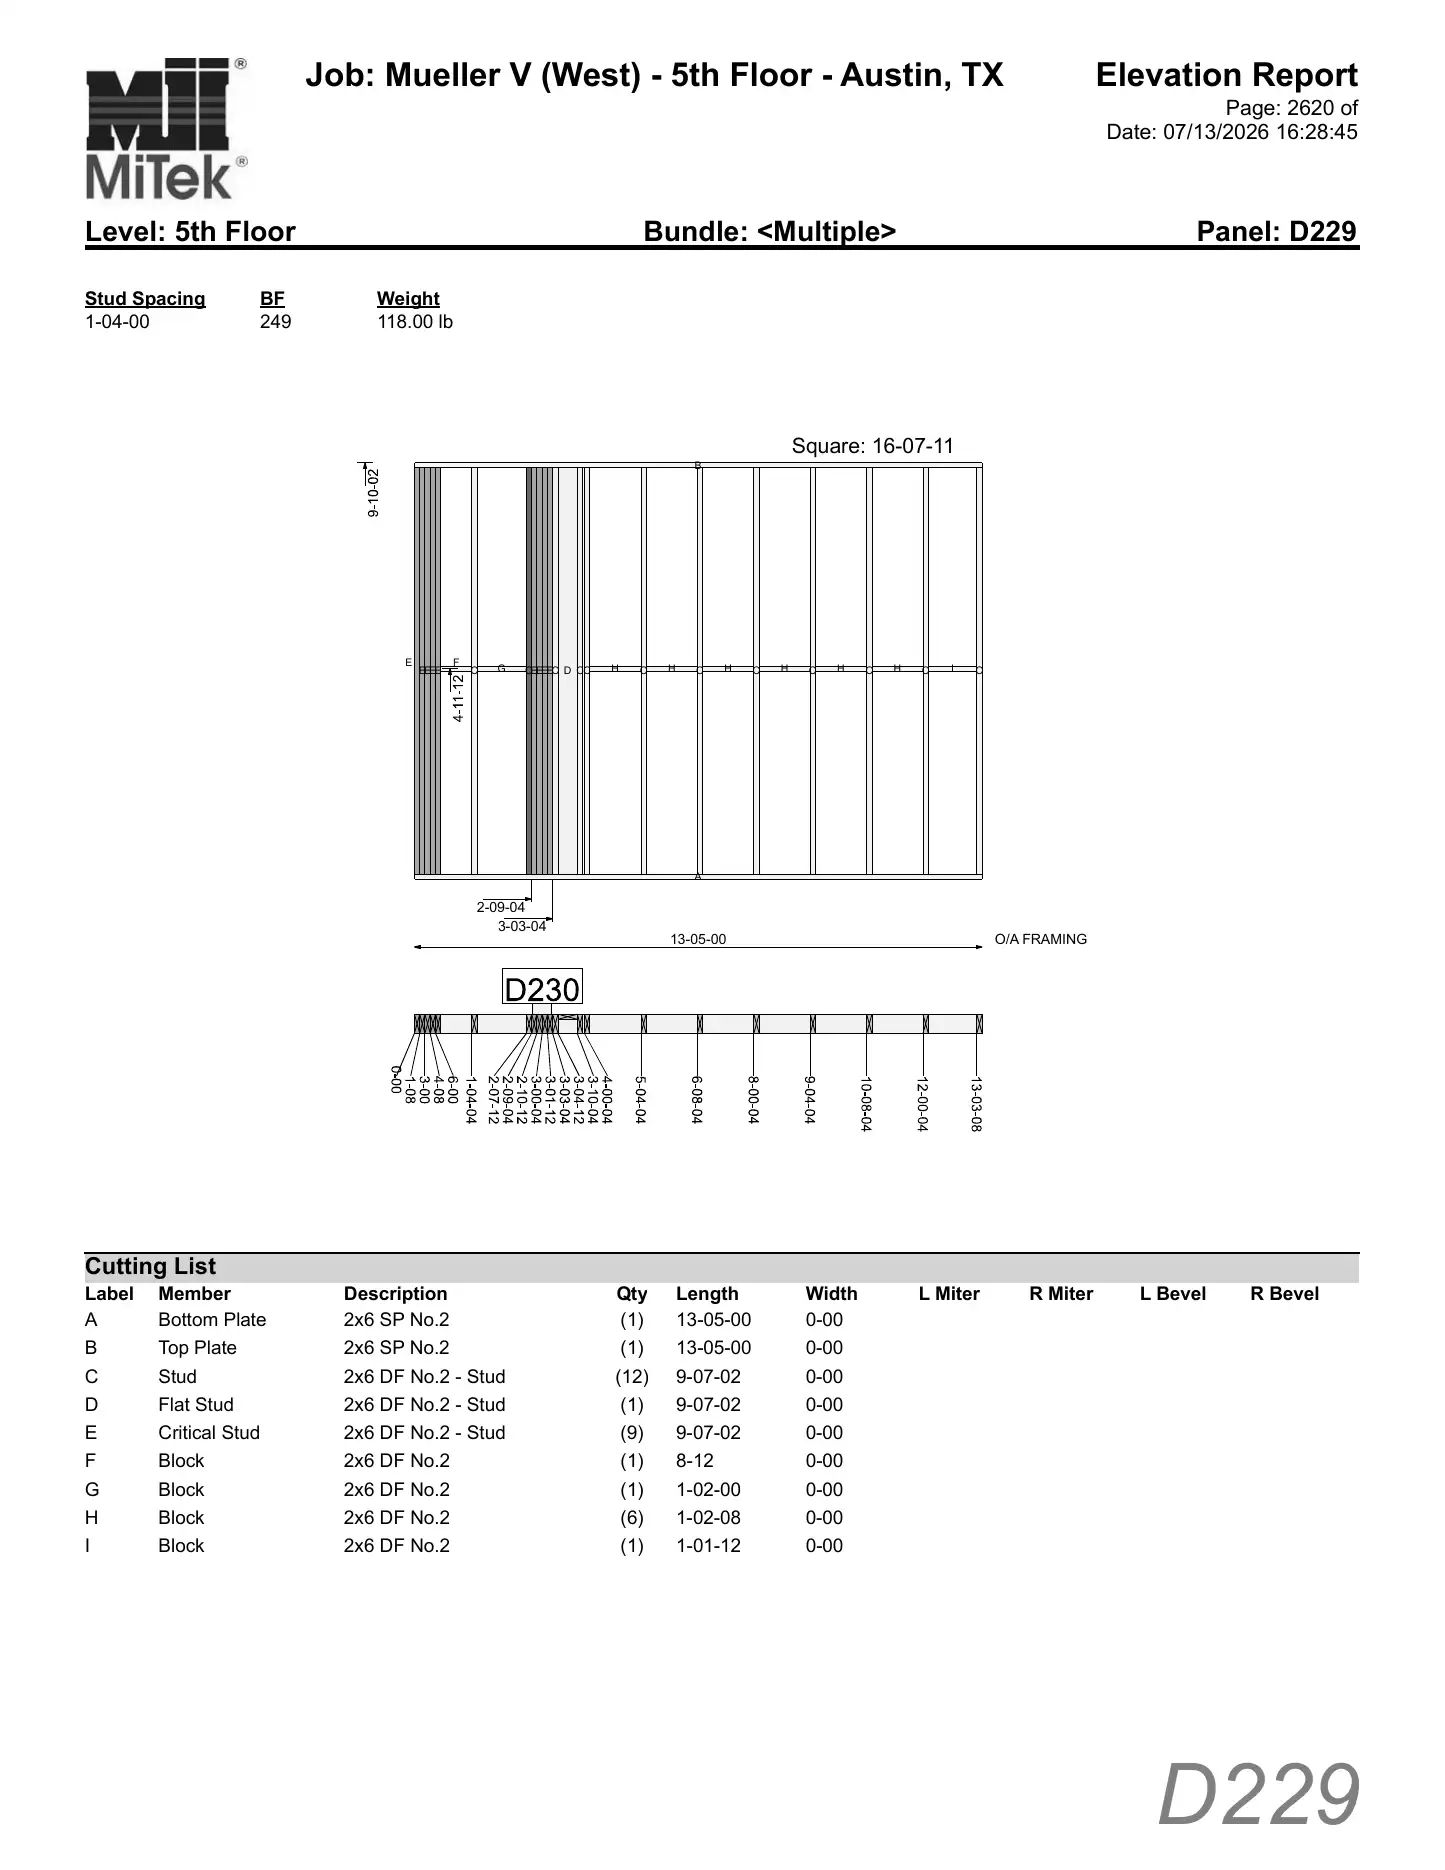 MiTek®
Job: Mueller V (West) - 5th Floor - Austin, TX
Elevation Report
Page: 2620 of
Date: 07/13/2026 16:28:45
Level: 5th Floor
Bundle: <Multiple>
Panel: D229
Stud Spacing BF Weight
1-04-00 249 118.00 lb
Square: 16-07-11
B
9-10-02
E F G D H H H H H H I
4-11-12
A
2-09-04
3-03-04
13-05-00
O/A FRAMING
D230
0-00 1-08 3-00 4-08 6-00 1-04-04 2-07-12 2-09-04 2-10-12 3-00-04 3-01-12 3-03-04 3-04-12 3-10-04 4-00-04 5-04-04 6-08-04 8-00-04 9-04-04 10-08-04 12-00-04 13-03-08
Cutting List
Label Member Description Qty Length Width L Miter R Miter L Bevel R Bevel
A Bottom Plate 2x6 SP No.2 (1) 13-05-00 0-00
B Top Plate 2x6 SP No.2 (1) 13-05-00 0-00
C Stud 2x6 DF No.2 - Stud (12) 9-07-02 0-00
D Flat Stud 2x6 DF No.2 - Stud (1) 9-07-02 0-00
E Critical Stud 2x6 DF No.2 - Stud (9) 9-07-02 0-00
F Block 2x6 DF No.2 (1) 8-12 0-00
G Block 2x6 DF No.2 (1) 1-02-00 0-00
H Block 2x6 DF No.2 (6) 1-02-08 0-00
I Block 2x6 DF No.2 (1) 1-01-12 0-00
D229